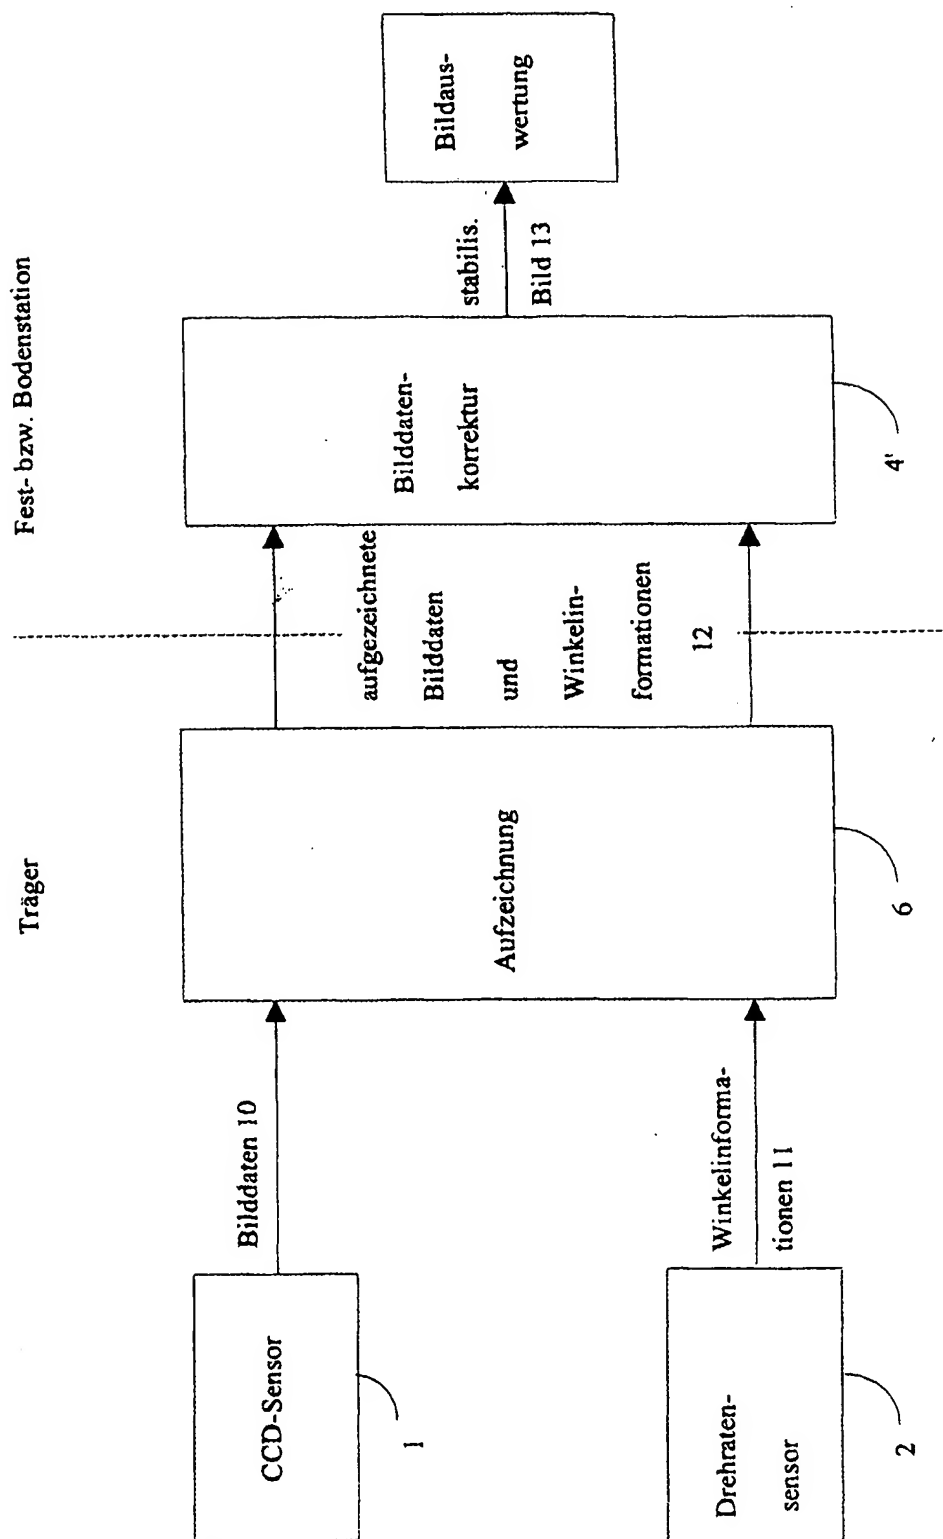 Träger
Fest- bzw. Bodenstation
CCD-Sensor
1
Bilddaten 10
Drehraten-
sensor
2
Winkelinforma-
tionen 11
Aufzeichnung
6
aufgezeichnete
Bilddaten
und
Winkelin-
formationen
12
Bilddaten-
korrektur
4'
stabilis.
Bild 13
Bildaus-
wertung